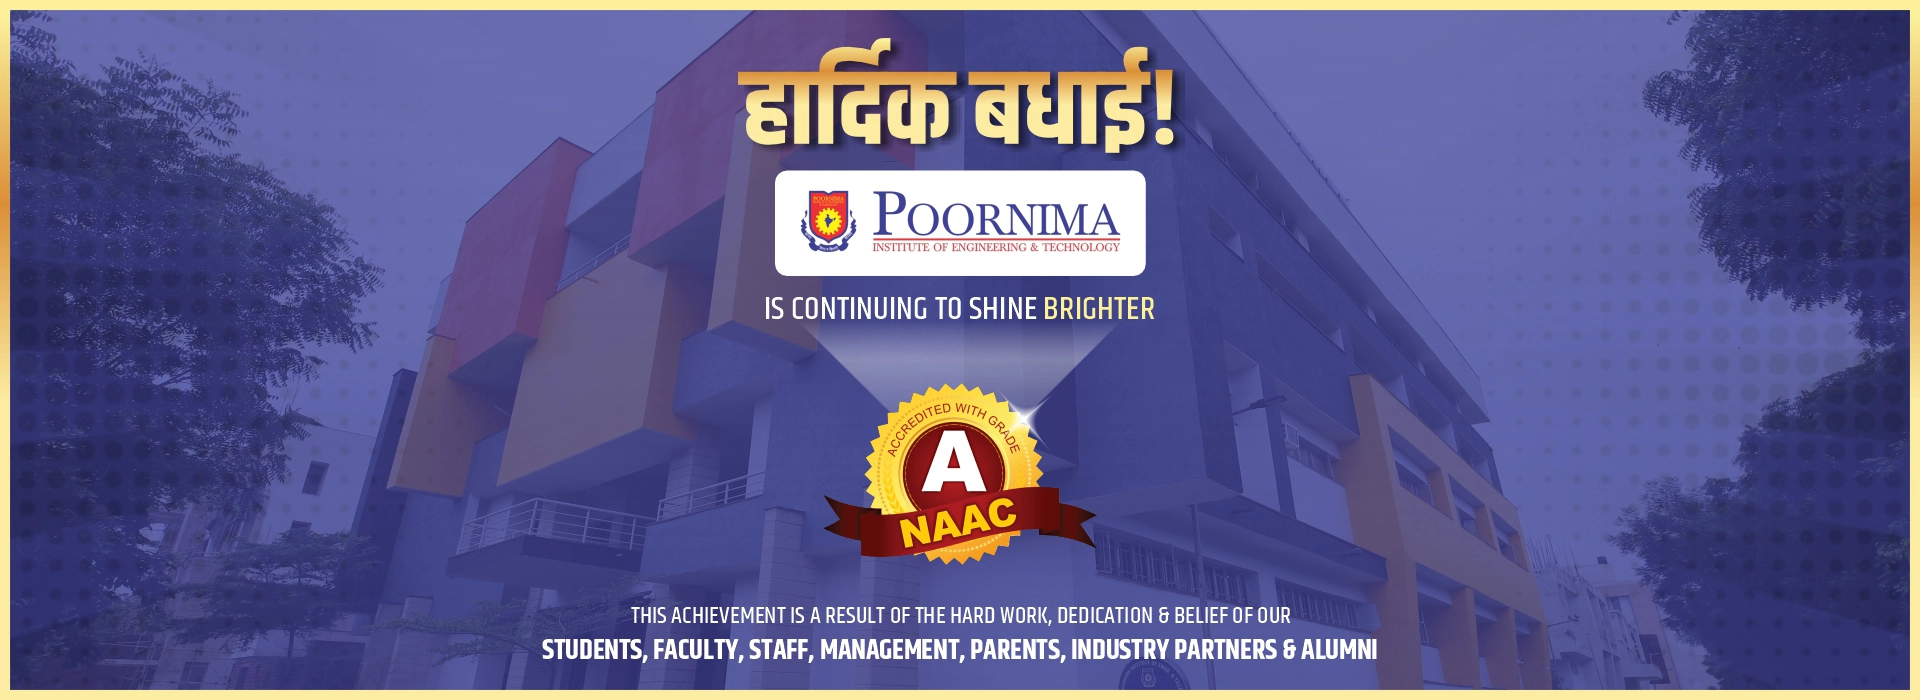 हार्दिक बधाई!
POORNIMA
POORNIMA
INSTITUTE OF ENGINEERING & TECHNOLOGY
IS CONTINUING TO SHINE BRIGHTER
ACCREDITED WITH GRADE
A
NAAC
THIS ACHIEVEMENT IS A RESULT OF THE HARD WORK, DEDICATION & BELIEF OF OUR
STUDENTS, FACULTY, STAFF, MANAGEMENT, PARENTS, INDUSTRY PARTNERS & ALUMNI